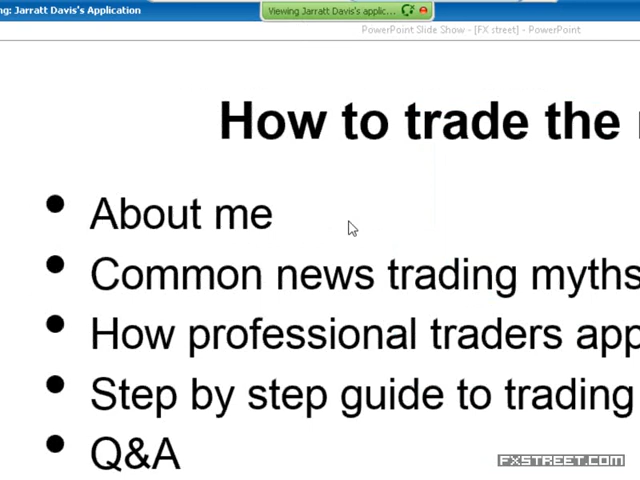 ng: Jarratt Davis's Application
Viewing Jarratt Davis's applic...
PowerPoint Slide Show - [FX street] - PowerPoint
How to trade the
• About me
• Common news trading myths
• How professional traders app
• Step by step guide to trading
• Q&A
FXSTREET.COM